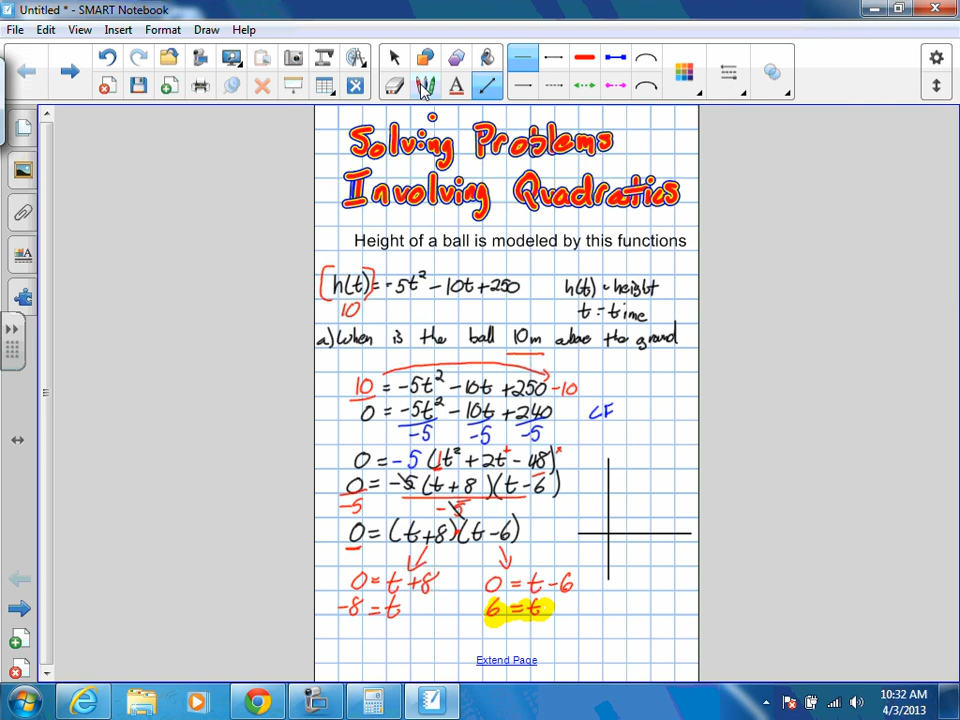 Untitled * - SMART Notebook
File Edit View Insert Format Draw Help
Solving Problems
Involving Quadratics
Height of a ball is modeled by this functions
h(t) = -5t² - 10t + 250
h(t) - height
10
t = time
a) When is the ball 10m above the ground
10 = -5t² - 10t + 250 -10
0 = -5t² - 10t + 240
CF
-5 -5 -5
0 = -5 (1t² + 2t - 48)
+ ×
0 = -5 (t + 8 )(t - 6 )
-5 -5
0 = (t+8)(t-6)
0 = t + 8
0 = t - 6
-8 = t
6 = t
Extend Page
10:32 AM
4/3/2013